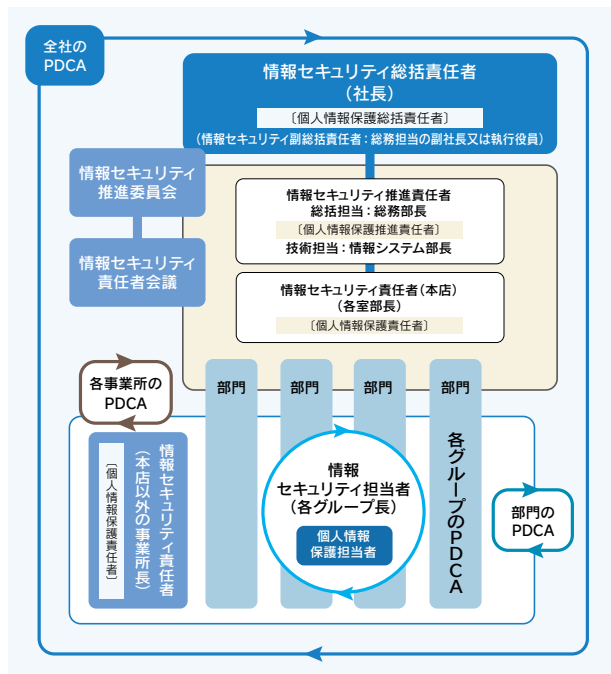 全社の
PDCA
情報セキュリティ総括責任者
（社長）
〔個人情報保護総括責任者〕
（情報セキュリティ副総括責任者：総務担当の副社長又は執行役員）
情報セキュリティ
推進委員会
情報セキュリティ
責任者会議
情報セキュリティ推進責任者
総括担当：総務部長
〔個人情報保護推進責任者〕
技術担当：情報システム部長
情報セキュリティ責任者（本店）
（各室部長）
〔個人情報保護責任者〕
各事業所の
PDCA
部門
部門
部門
部門
情報セキュリティ責任者
（本店以外の事業所長）
〔個人情報保護責任者〕
情報
セキュリティ担当者
（各グループ長）
個人情報
保護担当者
各グループのPDCA
部門の
PDCA